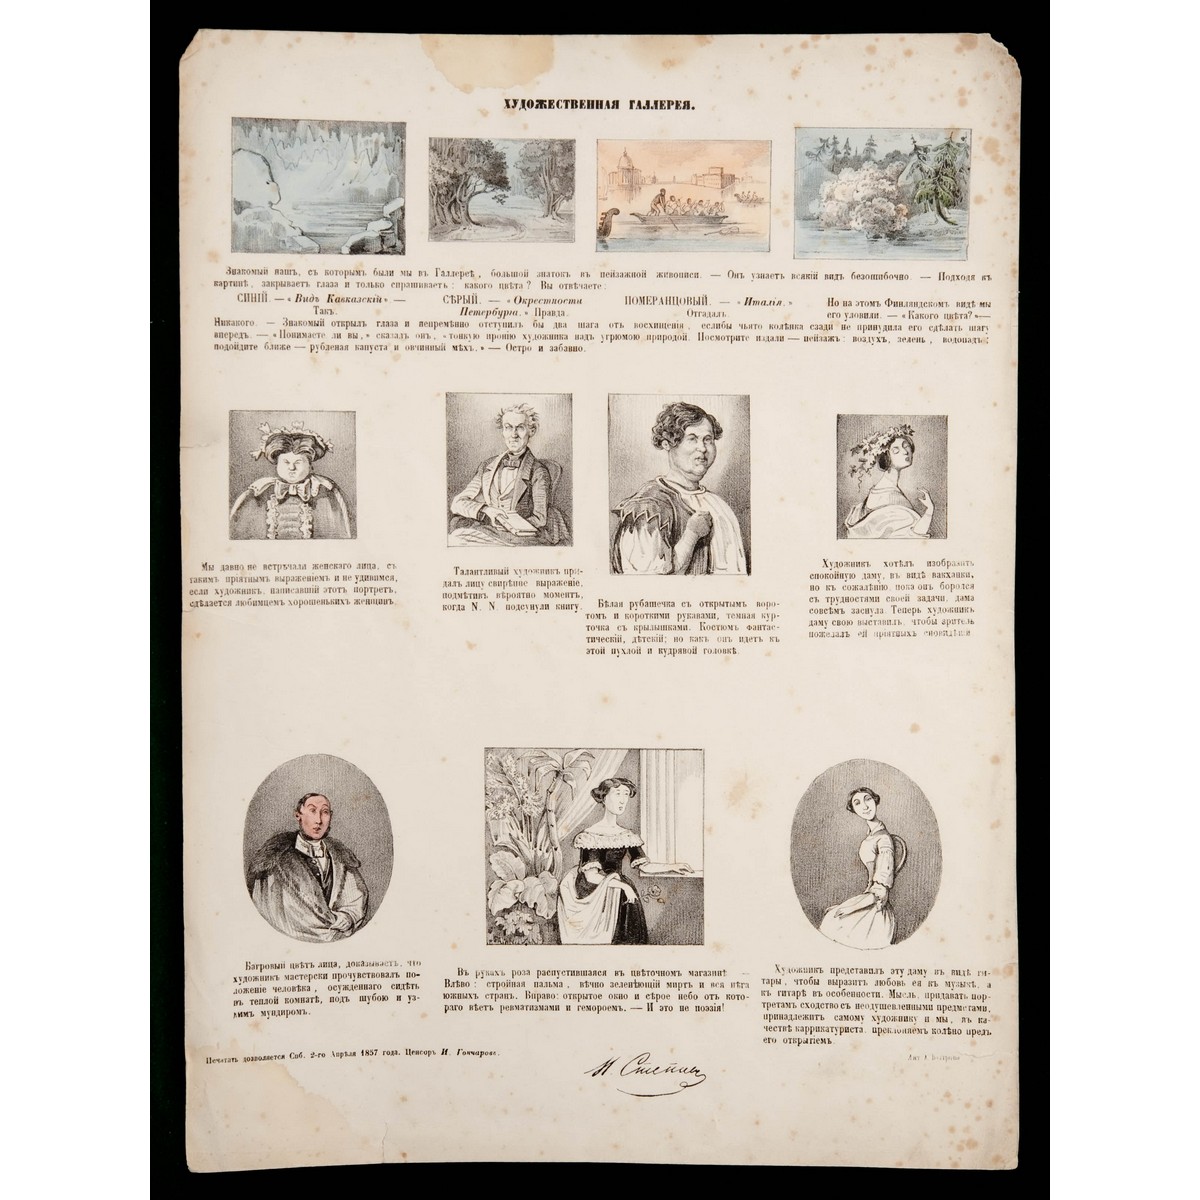 ХУДОЖЕСТВЕННАЯ ГАЛЛЕРЕЯ.
Знакомый нашъ, съ которымъ были мы въ Галлереѣ, большой знатокъ въ пейзажной живописи. — Онъ узнаетъ всякій видъ безошибочно. — Подходя къ
картинѣ, закрываетъ глаза и только спрашиваетъ: какого цвѣта? Вы отвѣчаете:
СИНІЙ. — «Видъ Кавказскій». —
Такъ.
СѢРЫЙ. — «Окрестности
Петербурга.» Правда.
ПОМЕРАНЦОВЫЙ. — «Италія.»
Отгадалъ.
Но на этомъ Финляндскомъ видѣ мы
его уловили. — «Какого цвѣта?» —
Никакого. — Знакомый открылъ глаза и непремѣнно отступилъ бы два шага отъ восхищенія, еслибы чьято колѣнка сзади не принудила его сдѣлать шагъ
впередъ. — «Понимаете ли вы,» сказалъ онъ, «тонкую иронію художника надъ угрюмою природой. Посмотрите издали — пейзажъ: воздухъ, зелень, водопадъ;
подойдите ближе — рубленая капуста и овчинный мѣхъ.» — Остро и забавно.
Мы давно не встрѣчали женскаго лица, съ
такимъ пріятнымъ выраженіемъ и не удивимся,
если художникъ, написавшій этотъ портретъ,
сдѣлается любимцемъ хорошенькихъ женщинъ.
Талантливый художникъ при-
далъ лицу свирѣпое выраженіе,
подмѣтивъ вѣроятно моментъ,
когда N. N. подсунули книгу.
Бѣлая рубашечка съ открытымъ воро-
томъ и короткими рукавами, темная кур-
точка съ крылышками. Костюмъ фантас-
тическій, дѣтскій; но какъ онъ идетъ къ
этой пухлой и кудрявой головкѣ.
Художникъ хотѣлъ изобразить
спокойную даму, въ видѣ вакханки,
но къ сожалѣнію, пока онъ боролся
съ трудностями своей задачи, дама
совсѣмъ заснула. Теперь художникъ
даму свою выставилъ, чтобы зритель
пожелалъ ей пріятныхъ сновидѣній
Багровый цвѣтъ лица, доказываетъ, что
художникъ мастерски прочувствовалъ по-
ложеніе человѣка, осужденнаго сидѣть
въ теплой комнатѣ, подъ шубою и уз-
кимъ мундиромъ.
Въ рукахъ роза распустившаяся въ цвѣточномъ магазинѣ —
Влѣво: стройная пальма, вѣчно зеленѣющій миртъ и вся нѣга
южныхъ странъ. Вправо: открытое окно и сѣрое небо отъ кото-
раго вѣетъ ревматизмами и гемороемъ. — И это не поэзія!
Художникъ представилъ эту даму въ видѣ ги-
тары, чтобы выразить любовь ея къ музыкѣ, а
къ гитарѣ въ особенности. Мысль, придавать пор-
третамъ сходство съ неодушевленными предметами,
принадлежитъ самому художнику и мы, въ ка-
чествѣ каррикатуриста, преклоняемъ колѣно предъ
его открытіемъ.
Печатать дозволяется Спб. 2-го Апрѣля 1857 года. Ценсоръ И. Гончаровъ.
Н Степанов
Лит.